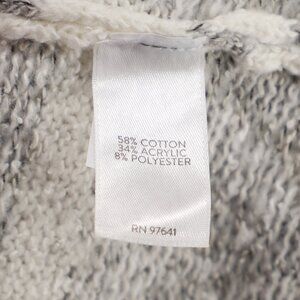 58% COTTON
34% ACRYLIC
8% POLYESTER
RN 97641